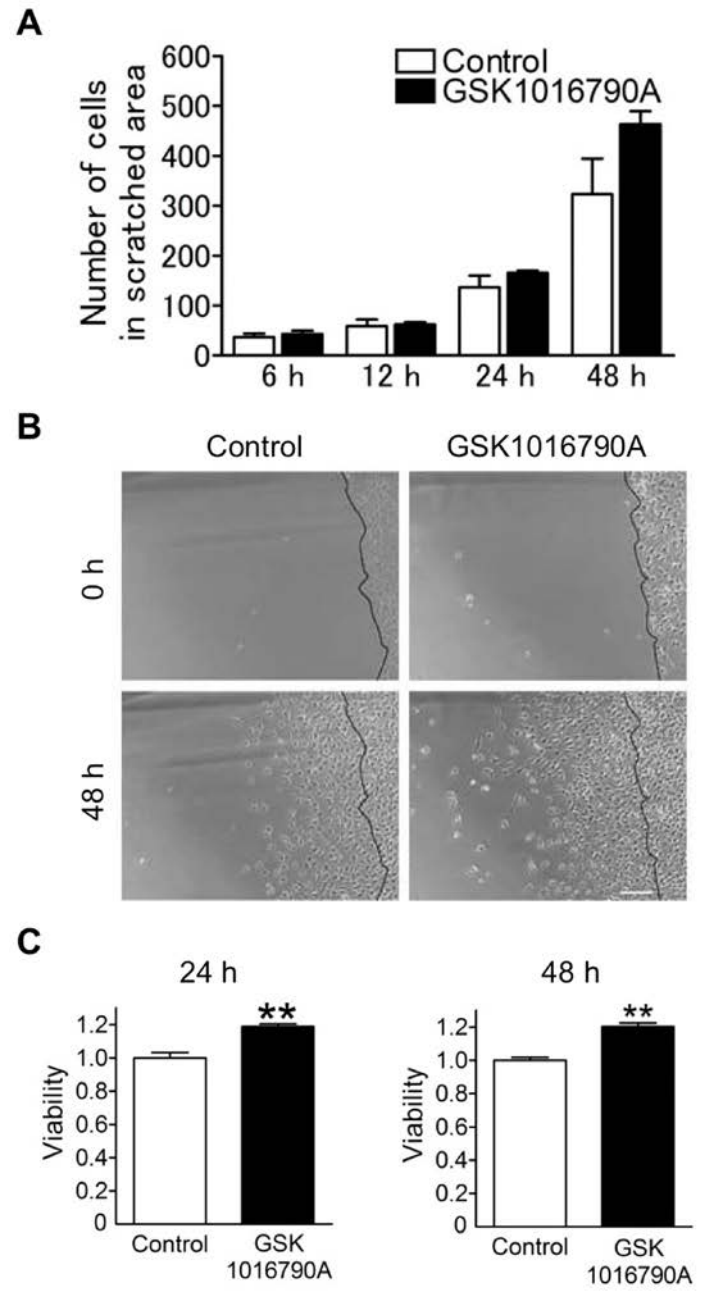 A
600
500
400
300
200
100
0
Number of cells
in scratched area
Control
GSK1016790A
6 h
12 h
24 h
48 h
B
Control
GSK1016790A
0 h
48 h
C
24 h
48 h
**
**
1.2
1.0
0.8
0.6
0.4
0.2
0
Viability
Control
GSK
1016790A
1.2
1.0
0.8
0.6
0.4
0.2
0
Viability
Control
GSK
1016790A